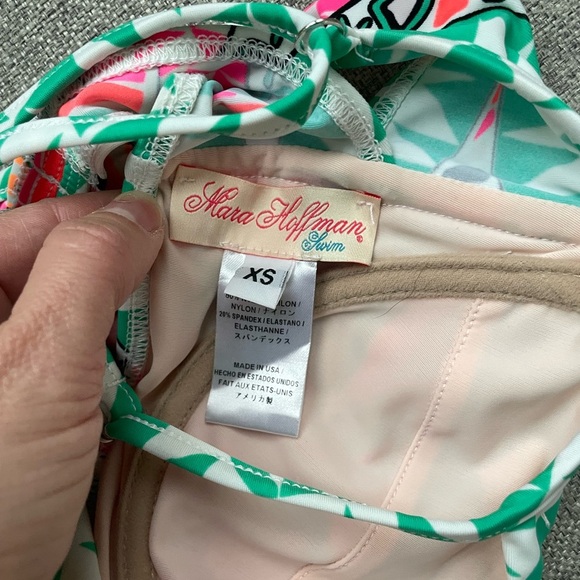 Mara Hoffman®
Swim
XS
NYLON / ナイロン
28% SPANDEX / ELASTANO /
ELASTHANNE /
スパンデックス
MADE IN USA /
HECHO EN ESTADOS UNIDOS
FAIT AUX ETATS-UNIS
アメリカ製